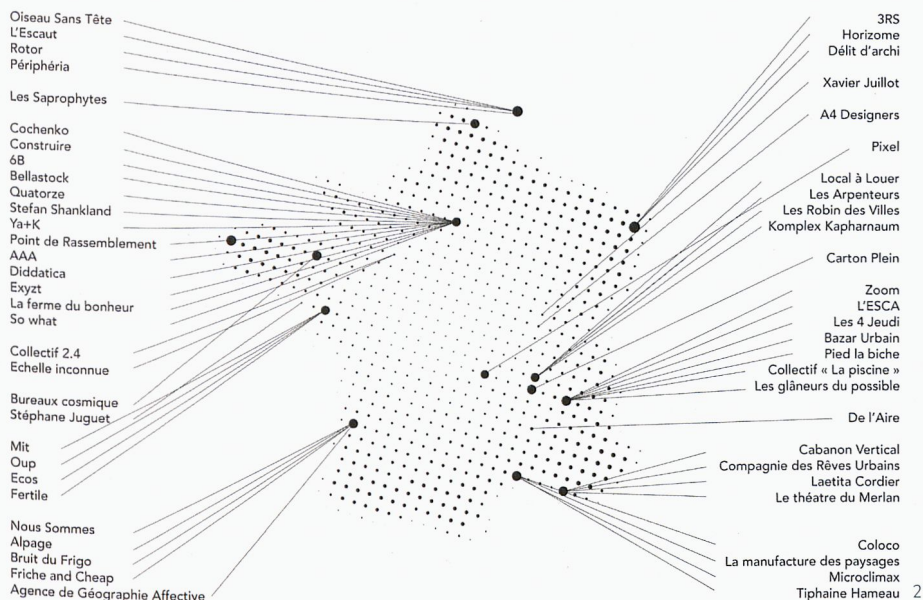 Oiseau Sans Tête
L'Escaut
Rotor
Périphéria
Les Saprophytes
Cochenko
Construire
6B
Bellastock
Quatorze
Stefan Shankland
Ya+K
Point de Rassemblement
AAA
Diddatica
Exyzt
La ferme du bonheur
So what
Collectif 2.4
Echelle inconnue
Bureaux cosmique
Stéphane Juguet
Mit
Oup
Ecos
Fertile
Nous Sommes
Alpage
Bruit du Frigo
Friche and Cheap
Agence de Géographie Affective
3RS
Horizome
Délit d'archi
Xavier Juillot
A4 Designers
Pixel
Local à Louer
Les Arpenteurs
Les Robin des Villes
Komplex Kapharnaum
Carton Plein
Zoom
L'ESCA
Les 4 Jeudi
Bazar Urbain
Pied la biche
Collectif « La piscine »
Les glâneurs du possible
De l'Aire
Cabanon Vertical
Compagnie des Rêves Urbains
Laetita Cordier
Le théatre du Merlan
Coloco
La manufacture des paysages
Microclimax
Tiphaine Hameau
2